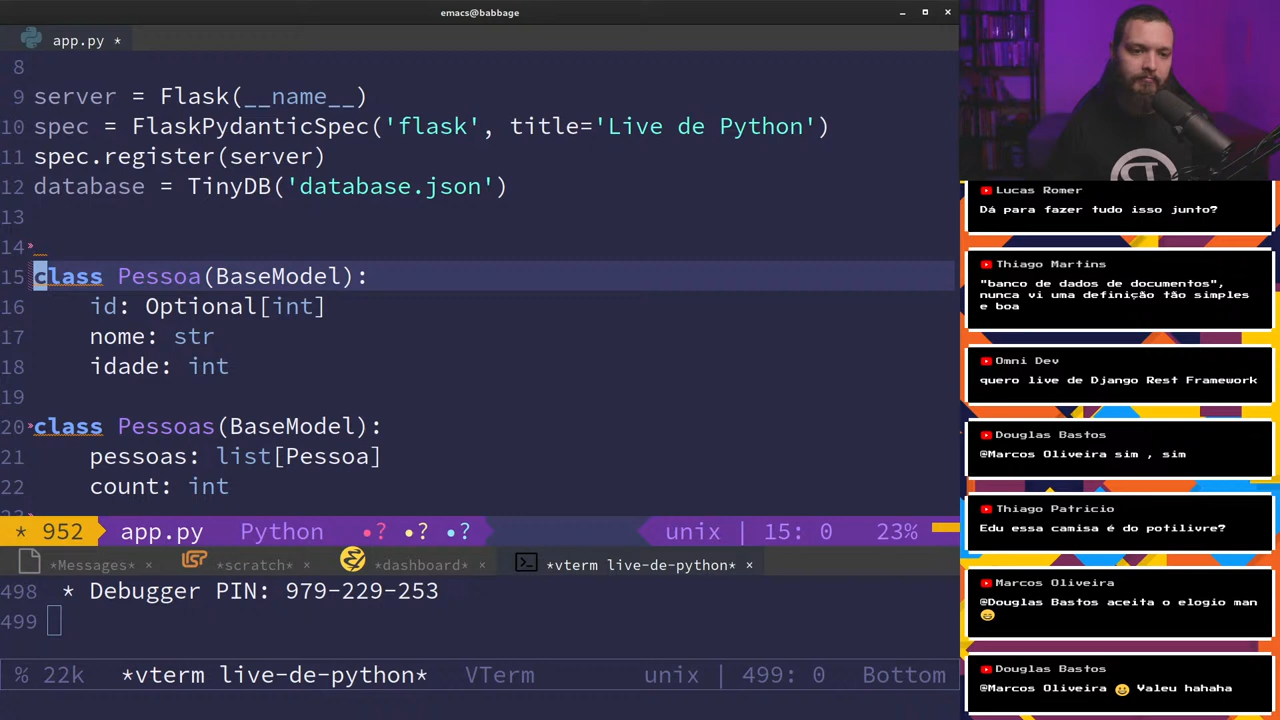 emacs@babbage
app.py *
8
9 server = Flask(__name__)
10 spec = FlaskPydanticSpec('flask', title='Live de Python')
11 spec.register(server)
12 database = TinyDB('database.json')
13
14
15 class Pessoa(BaseModel):
16     id: Optional[int]
17     nome: str
18     idade: int
19
20 class Pessoas(BaseModel):
21     pessoas: list[Pessoa]
22     count: int
* 952 app.py Python •? •? •? unix | 15: 0 23%
*Messages* × *scratch* × *dashboard* × *vterm live-de-python* ×
498  * Debugger PIN: 979-229-253
499
% 22k *vterm live-de-python* VTerm unix | 499: 0 Bottom
Lucas Romer
Dá para fazer tudo isso junto?
Thiago Martins
"banco de dados de documentos",
nunca vi uma definição tão simples
e boa
Omni Dev
quero live de Django Rest Framework
Douglas Bastos
@Marcos Oliveira sim , sim
Thiago Patricio
Edu essa camisa é do potilivre?
Marcos Oliveira
@Douglas Bastos aceita o elogio man
😄
Douglas Bastos
@Marcos Oliveira 😀 Valeu hahaha